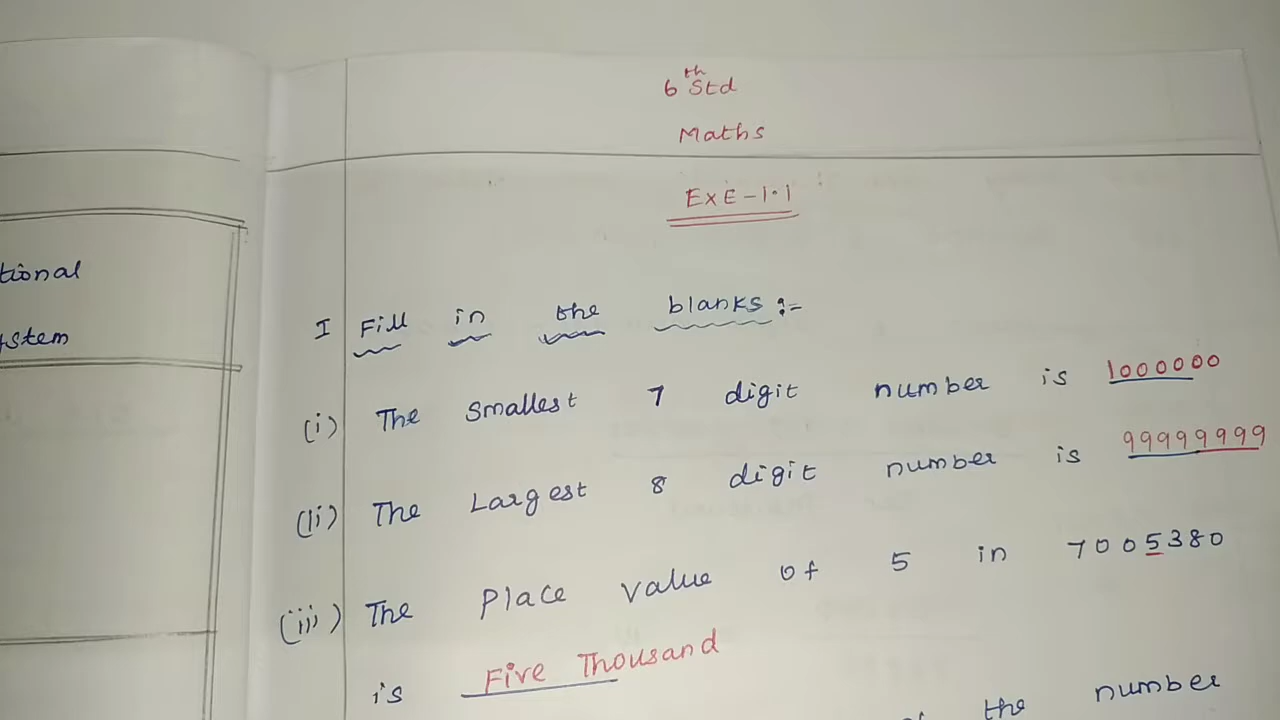 6th Std
Maths
EXE-1.1
tional
stem
I Fill in the blanks :-
(i) The smallest 7 digit number is 1000000
(ii) The Largest 8 digit number is 99999999
(iii) The Place value of 5 in 7005380
is Five Thousand
the number